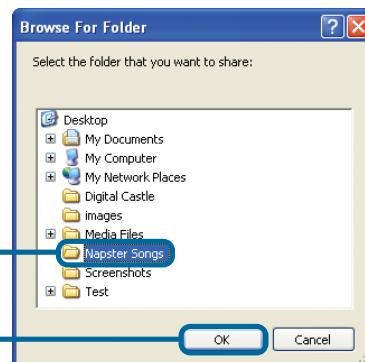 Browse For Folder
Select the folder that you want to share:
Desktop
My Documents
My Computer
My Network Places
Digital Castle
images
Media Files
Napster Songs
Screenshots
Test
OK Cancel